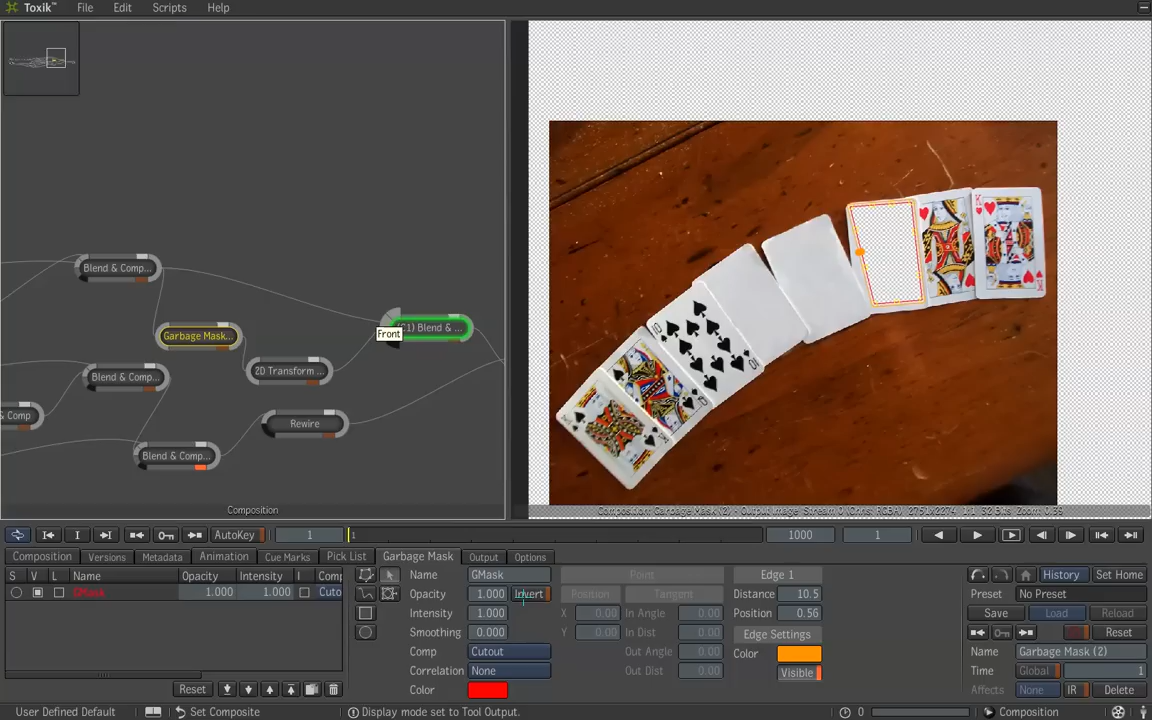 Toxik™ File Edit Scripts Help
Blend & Comp...
Front
(C1) Blend & ...
Garbage Mask...
2D Transform ...
Blend & Comp...
& Comp
Rewire
Blend & Comp...
K
10
Composition
AutoKey 1 1 1000 1
Composition Versions Metadata Animation Cue Marks Pick List Garbage Mask Output Options
S V L Name Opacity Intensity I Comp
GMask 1.000 1.000 Cuto
Reset
Name GMask
Opacity 1.000 Invert
Intensity 1.000
Smoothing 0.000
Comp Cutout
Correlation None
Color
Point
Position Tangent
X 0.00 In Angle 0.00
Y 0.00 In Dist 0.00
Out Angle 0.00
Out Dist 0.00
Edge 1
Distance 10.5
Position 0.56
Edge Settings
Color
Visible
History Set Home
Preset No Preset
Save Load Reload
Reset
Name Garbage Mask (2)
Time Global 1
Affects None IR Delete
User Defined Default Set Composite Display mode set to Tool Output. 0 Composition